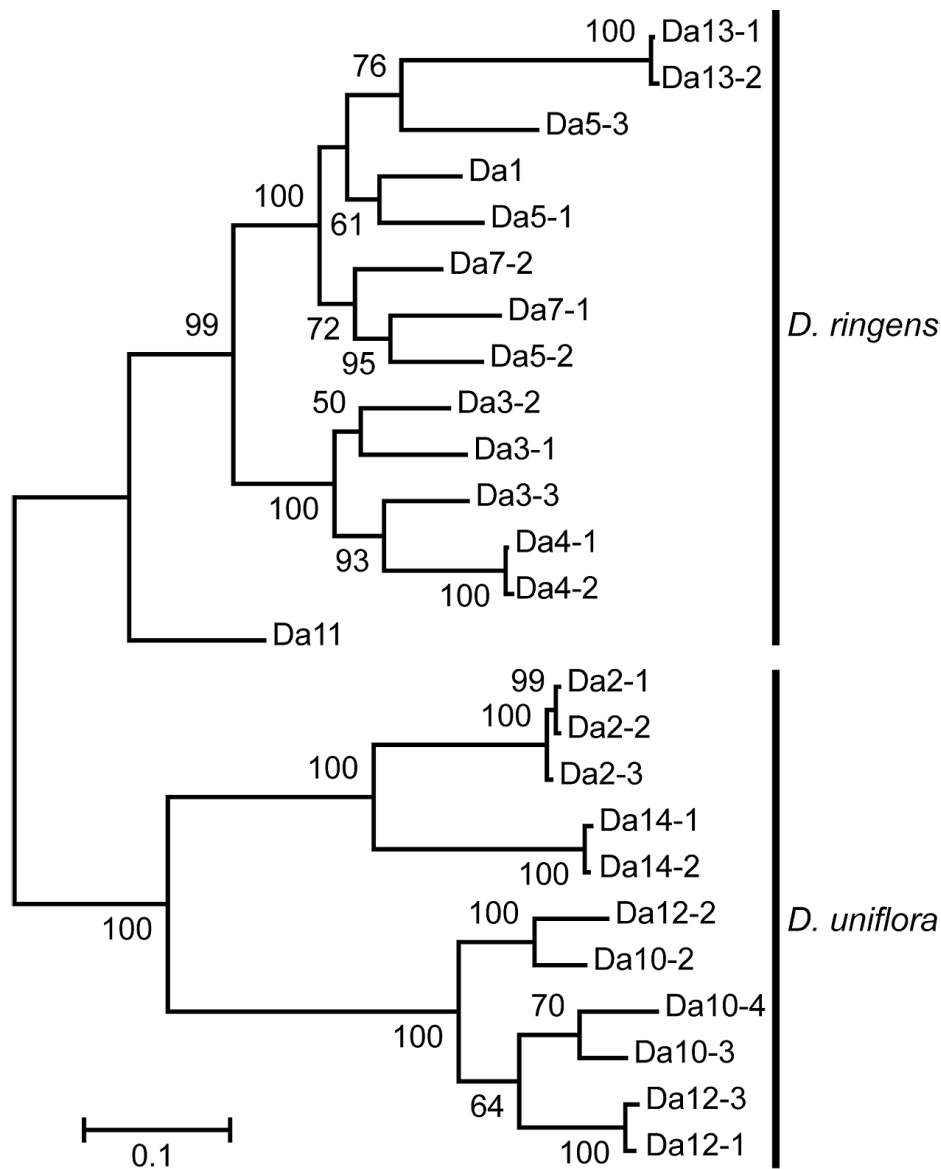 100 Da13-1
76 Da13-2
Da5-3
Da1
100
61 Da5-1
Da7-2
72 Da7-1
99 D. ringens
95 Da5-2
50 Da3-2
Da3-1
100 Da3-3
93 Da4-1
100 Da4-2
Da11
99 Da2-1
100 Da2-2
100 Da2-3
Da14-1
100 Da14-2
100 Da12-2
100 D. uniflora
Da10-2
70 Da10-4
100 Da10-3
64 Da12-3
100 Da12-1
0.1